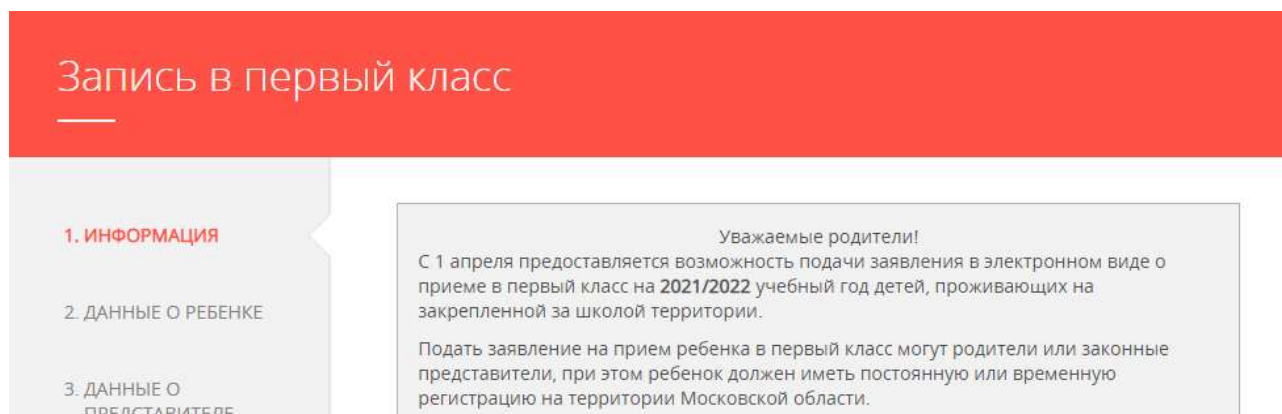 Запись в первый класс
1. ИНФОРМАЦИЯ
2. ДАННЫЕ О РЕБЕНКЕ
3. ДАННЫЕ О
ПРЕДСТАВИТЕЛЕ
Уважаемые родители!
С 1 апреля предоставляется возможность подачи заявления в электронном виде о
приеме в первый класс на 2021/2022 учебный год детей, проживающих на
закрепленной за школой территории.
Подать заявление на прием ребенка в первый класс могут родители или законные
представители, при этом ребенок должен иметь постоянную или временную
регистрацию на территории Московской области.